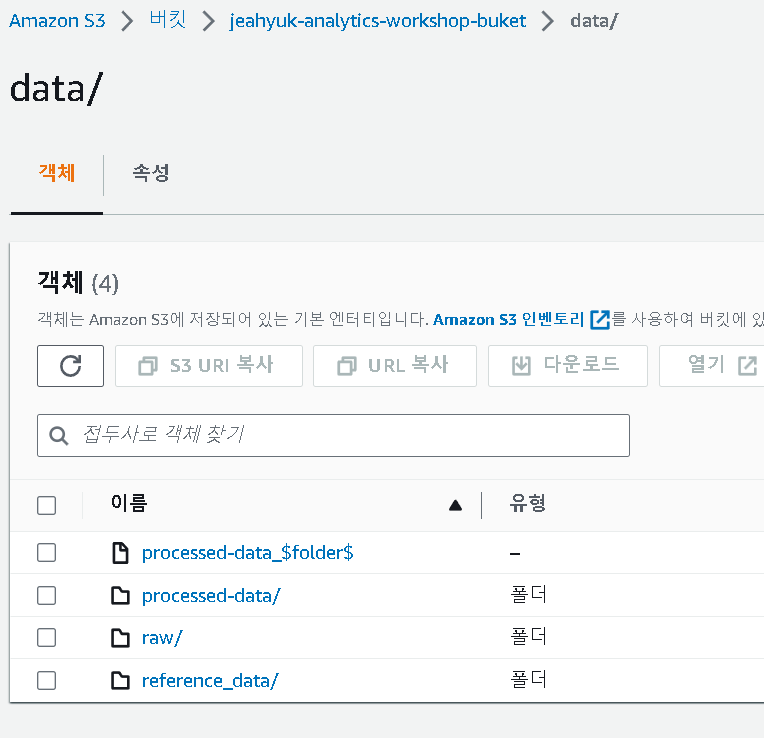 Amazon S3 > 버킷 > jeahyuk-analytics-workshop-buket > data/
data/
객체 속성
객체 (4)
객체는 Amazon S3에 저장되어 있는 기본 엔터티입니다. Amazon S3 인벤토리를 사용하여 버킷에 있
S3 URI 복사 URL 복사 다운로드 열기
접두사로 객체 찾기
이름 유형
processed-data_$folder$ –
processed-data/ 폴더
raw/ 폴더
reference_data/ 폴더